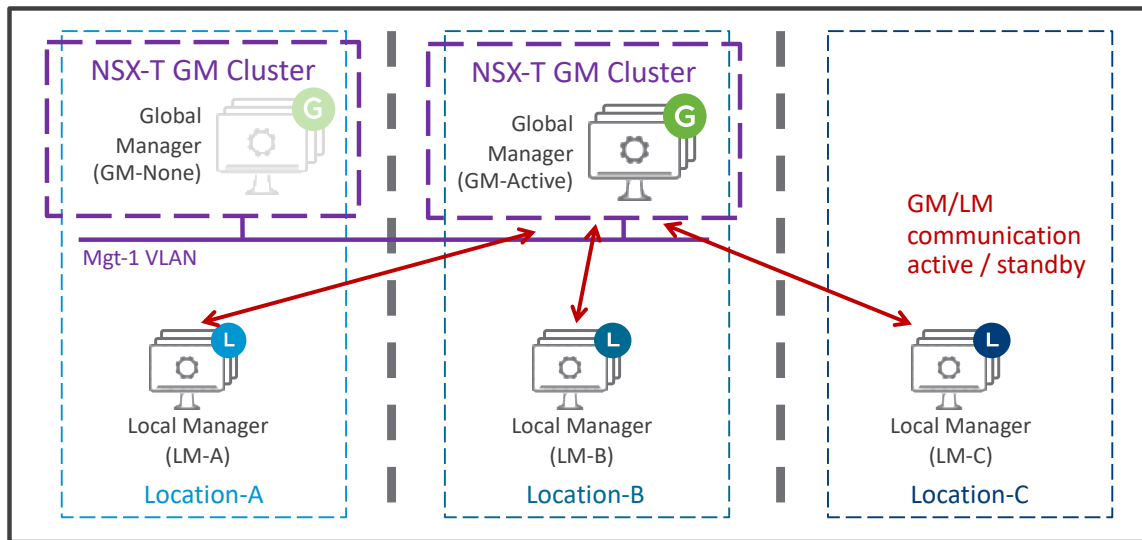 NSX-T GM Cluster
Global
Manager
(GM-None)
G
NSX-T GM Cluster
Global
Manager
(GM-Active)
G
GM/LM
communication
active / standby
Mgt-1 VLAN
L
Local Manager
(LM-A)
Location-A
L
Local Manager
(LM-B)
Location-B
L
Local Manager
(LM-C)
Location-C